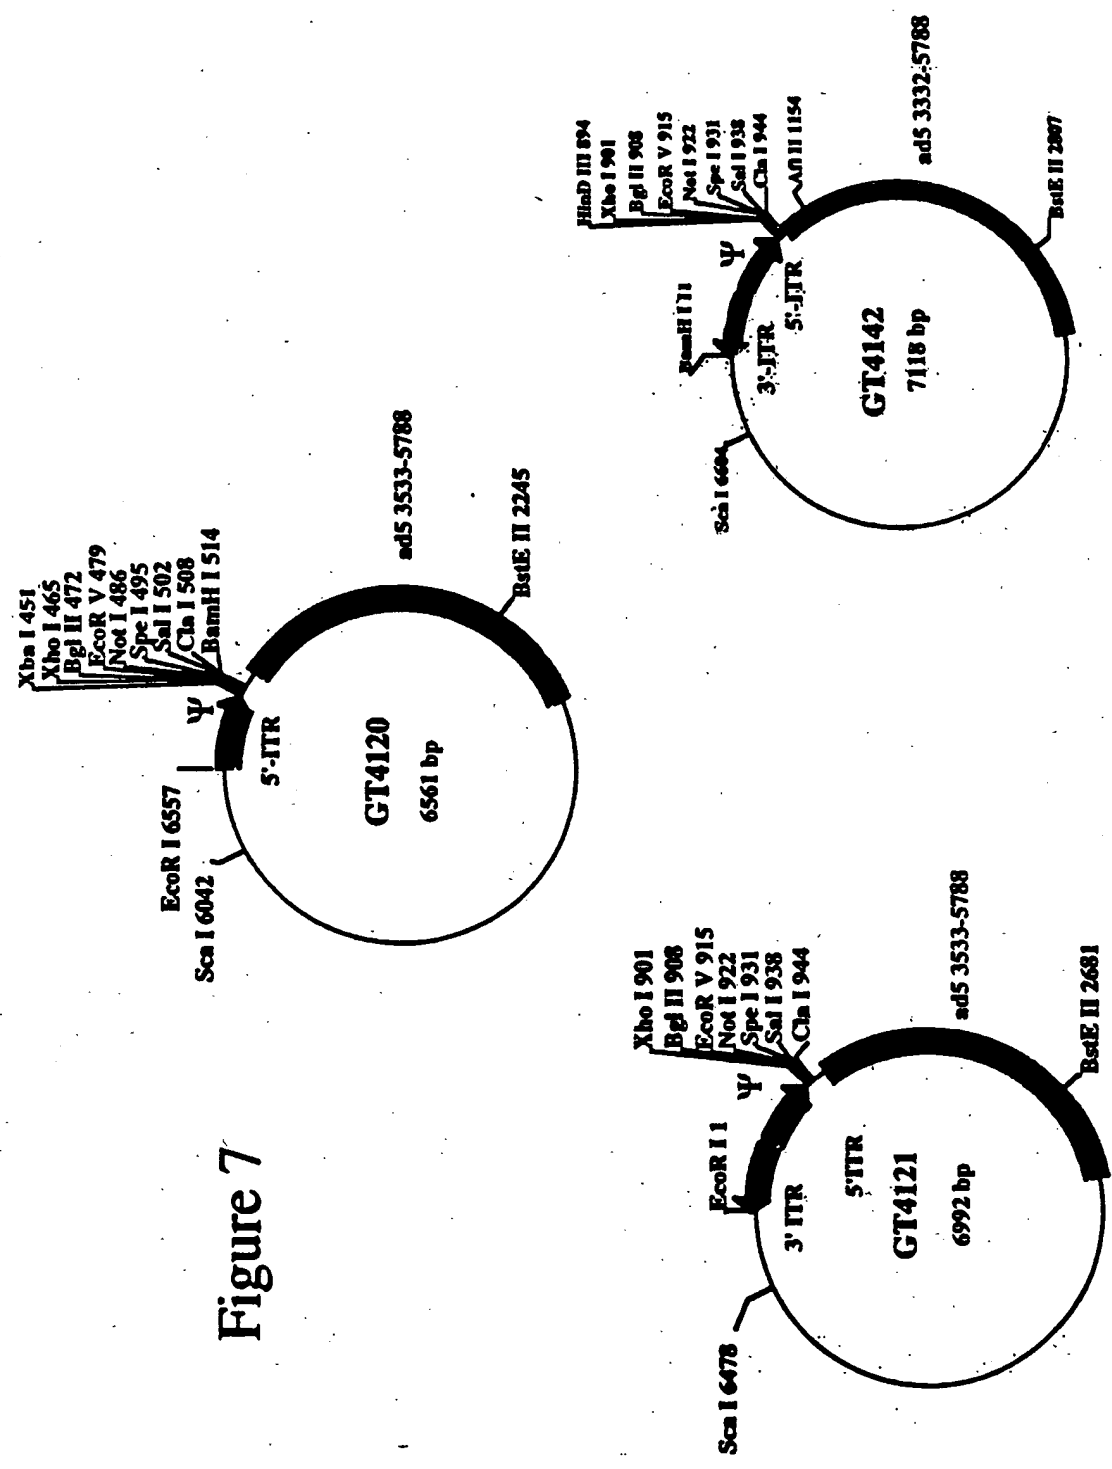 Figure 7
EcoR I 6557
Sca I 6042
Xba I 451
Xho I 465
Bgl II 472
EcoR V 479
Not I 486
Spe I 495
Sal I 502
Cla I 508
BamH I 514
Ψ
5'-ITR
GT4120
6561 bp
ad5 3533-5788
BstE II 2245
Sca I 6478
EcoR I 1
Xho I 901
Bgl II 908
EcoR V 915
Not I 922
Spe I 931
Sal I 938
Cla I 944
Ψ
3' ITR
5'ITR
GT4121
6992 bp
ad5 3533-5788
BstE II 2681
Sca I 6604
BamH I
HinD III 894
Xho I 901
Bgl II 908
EcoR V 915
Not I 922
Spe I 931
Sal I 938
Cla I 944
Afl II 1154
Ψ
3'-ITR
5'-ITR
GT4142
7118 bp
ad5 3332-5788
BstE II 2807